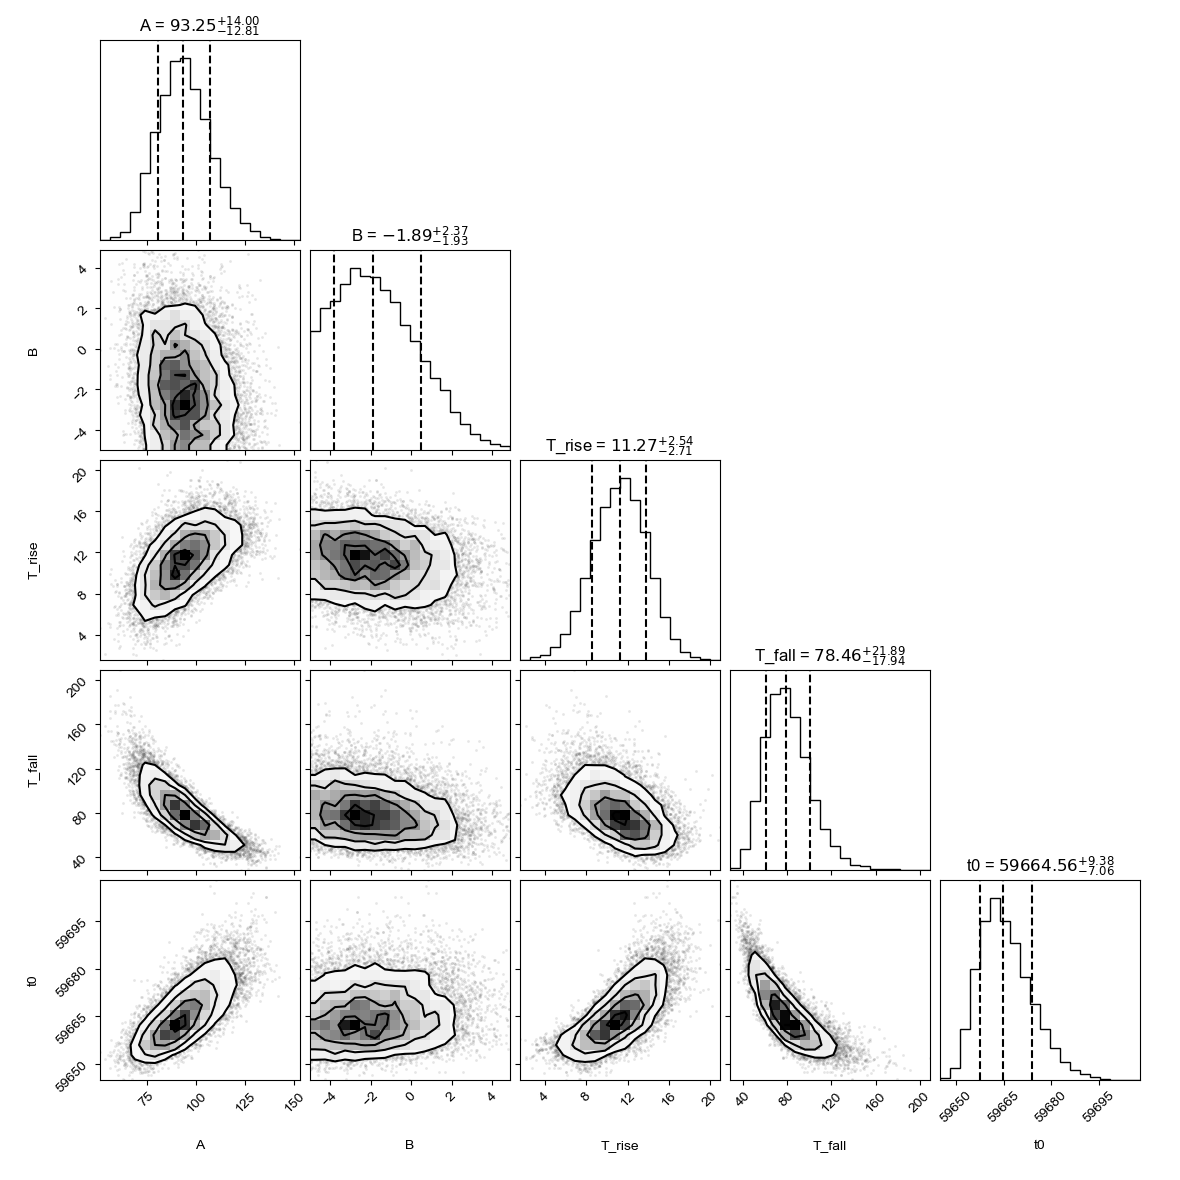 A = 93.25+14.00−12.81
B = −1.89+2.37−1.93
4
2
0
−2
−4
B
T_rise = 11.27+2.54−2.71
20
16
12
8
4
T_rise
T_fall = 78.46+21.89−17.94
200
160
120
80
40
T_fall
t0 = 59664.56+9.38−7.06
59695
59680
59665
59650
t0
75 100 125 150 −4 −2 0 2 4 4 8 12 16 20 40 80 120 160 200 59650 59665 59680 59695
A B T_rise T_fall t0